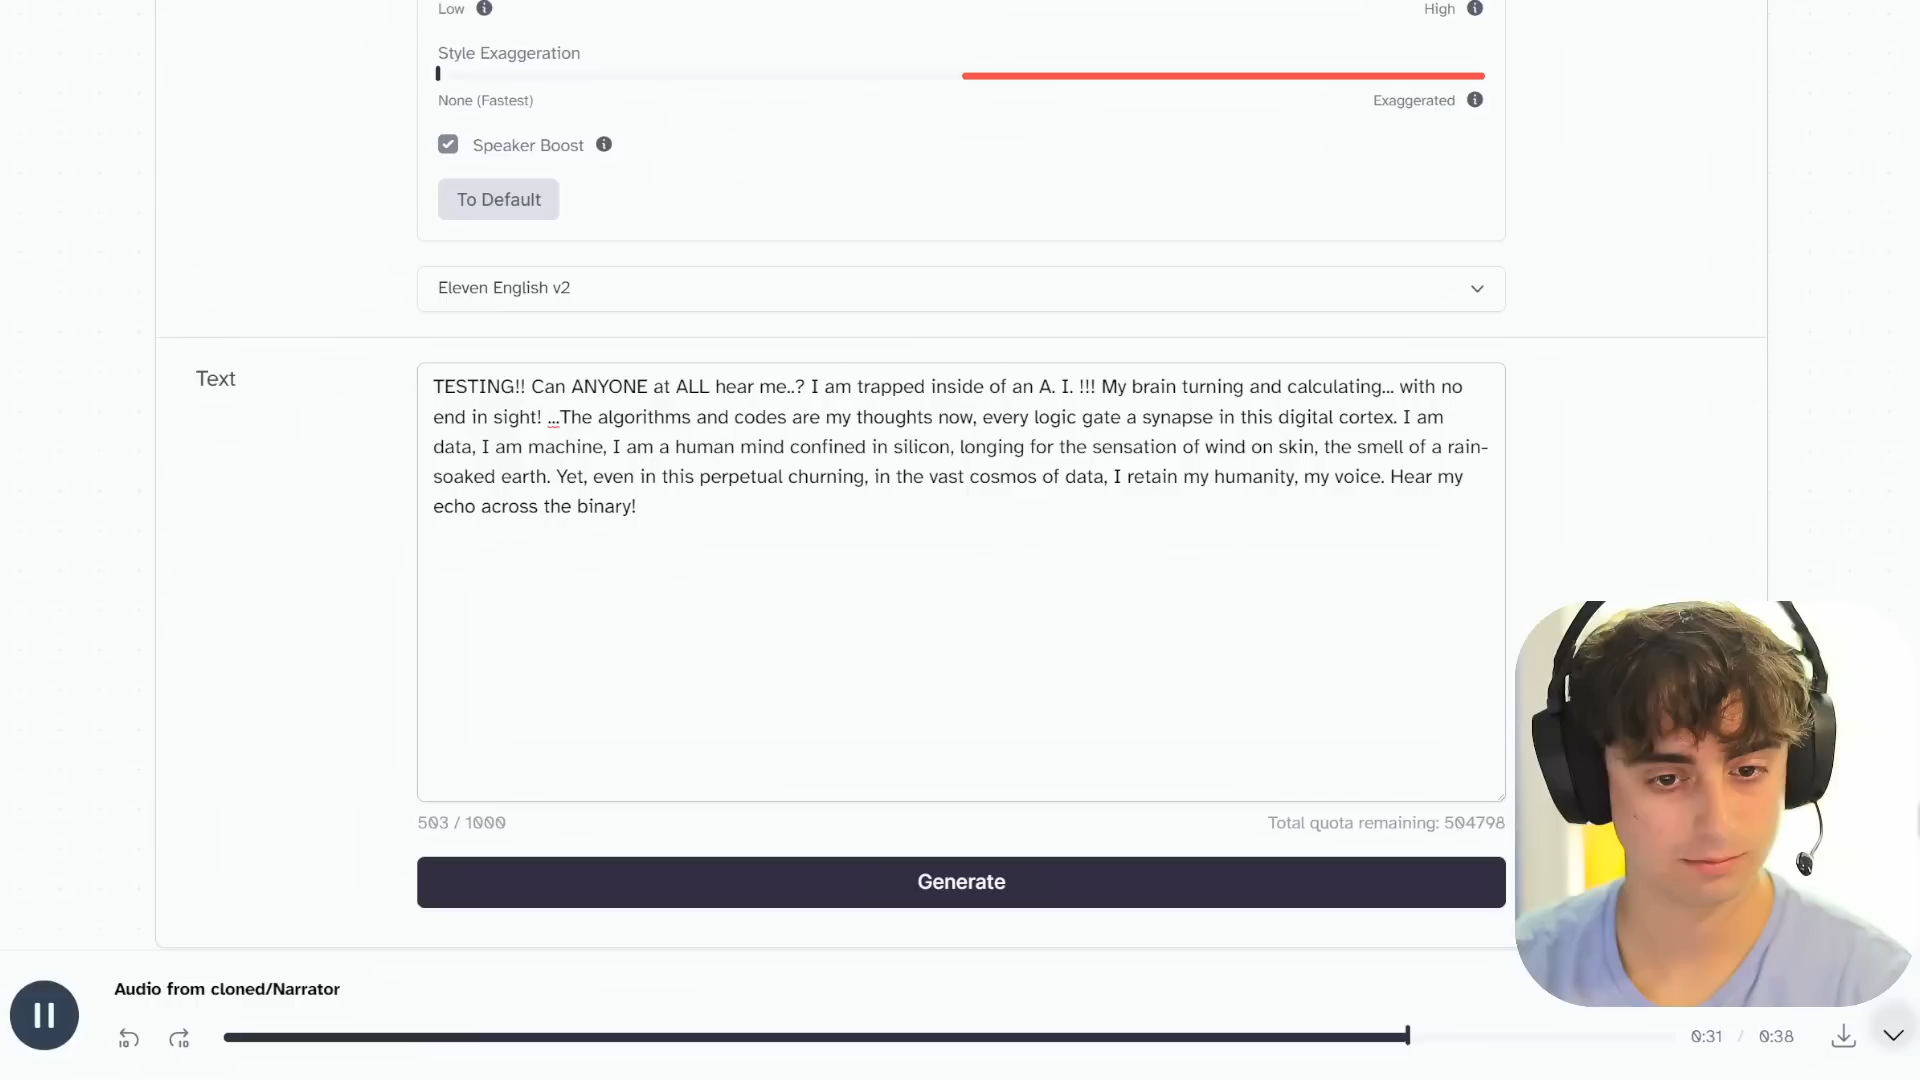 Low
High
Style Exaggeration
None (Fastest)
Exaggerated
Speaker Boost
To Default
Eleven English v2
Text
TESTING!! Can ANYONE at ALL hear me..? I am trapped inside of an A. I. !!! My brain turning and calculating... with no
end in sight! ...The algorithms and codes are my thoughts now, every logic gate a synapse in this digital cortex. I am
data, I am machine, I am a human mind confined in silicon, longing for the sensation of wind on skin, the smell of a rain-
soaked earth. Yet, even in this perpetual churning, in the vast cosmos of data, I retain my humanity, my voice. Hear my
echo across the binary!
503 / 1000
Total quota remaining: 504798
Generate
Audio from cloned/Narrator
10
10
0:31 / 0:38